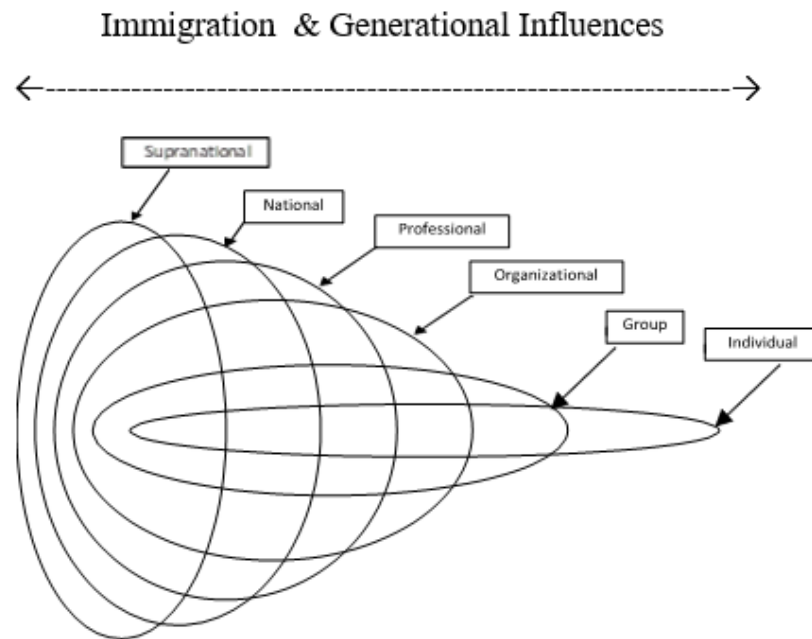 Immigration & Generational Influences
Supranational
National
Professional
Organizational
Group
Individual